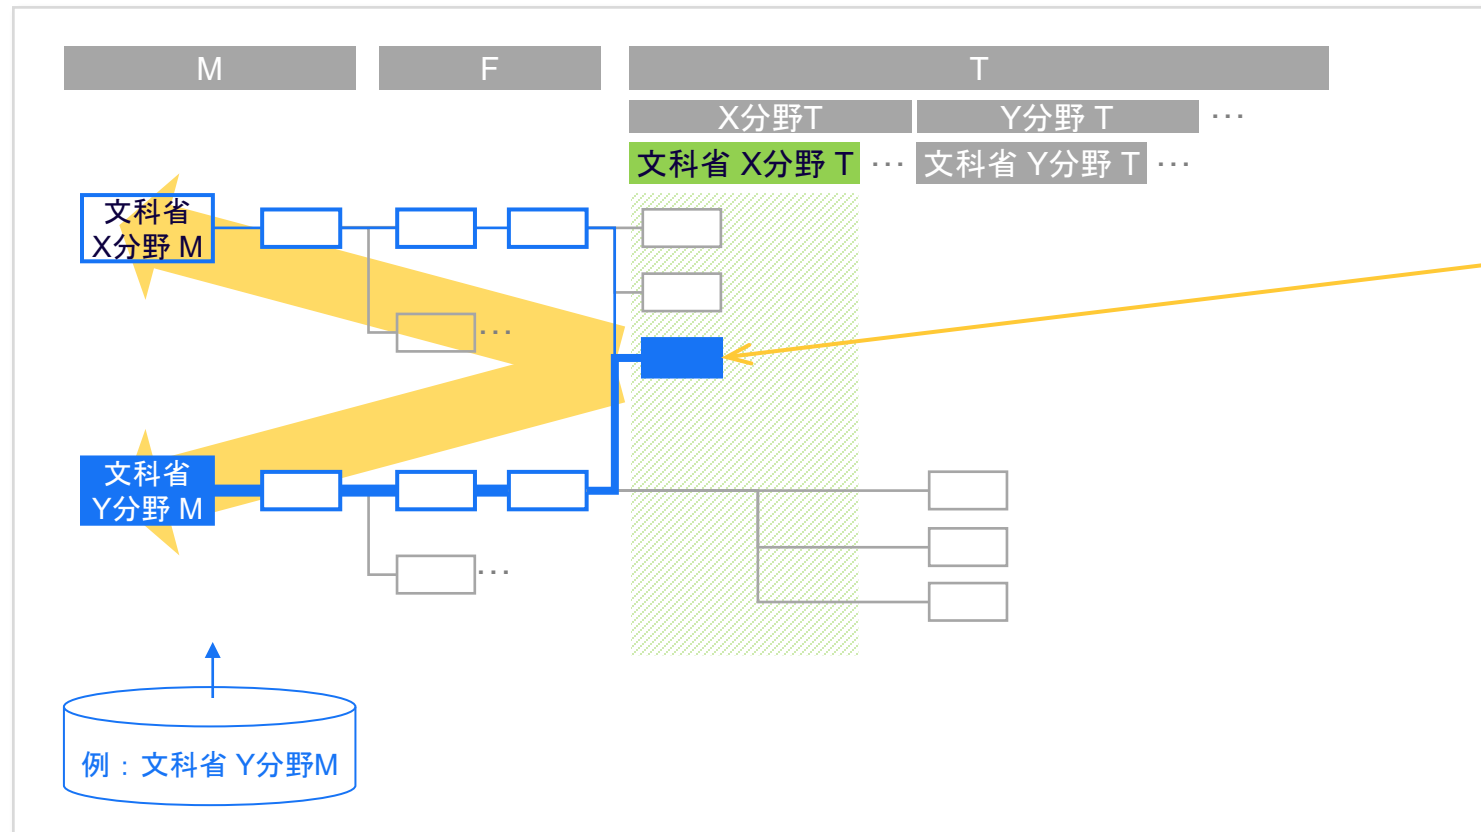 M
F
T
X分野T
Y分野 T
･･･
文科省 X分野 T
･･･
文科省 Y分野 T
･･･
文科省
X分野 M
･･･
文科省
Y分野 M
･･･
例：文科省 Y分野M